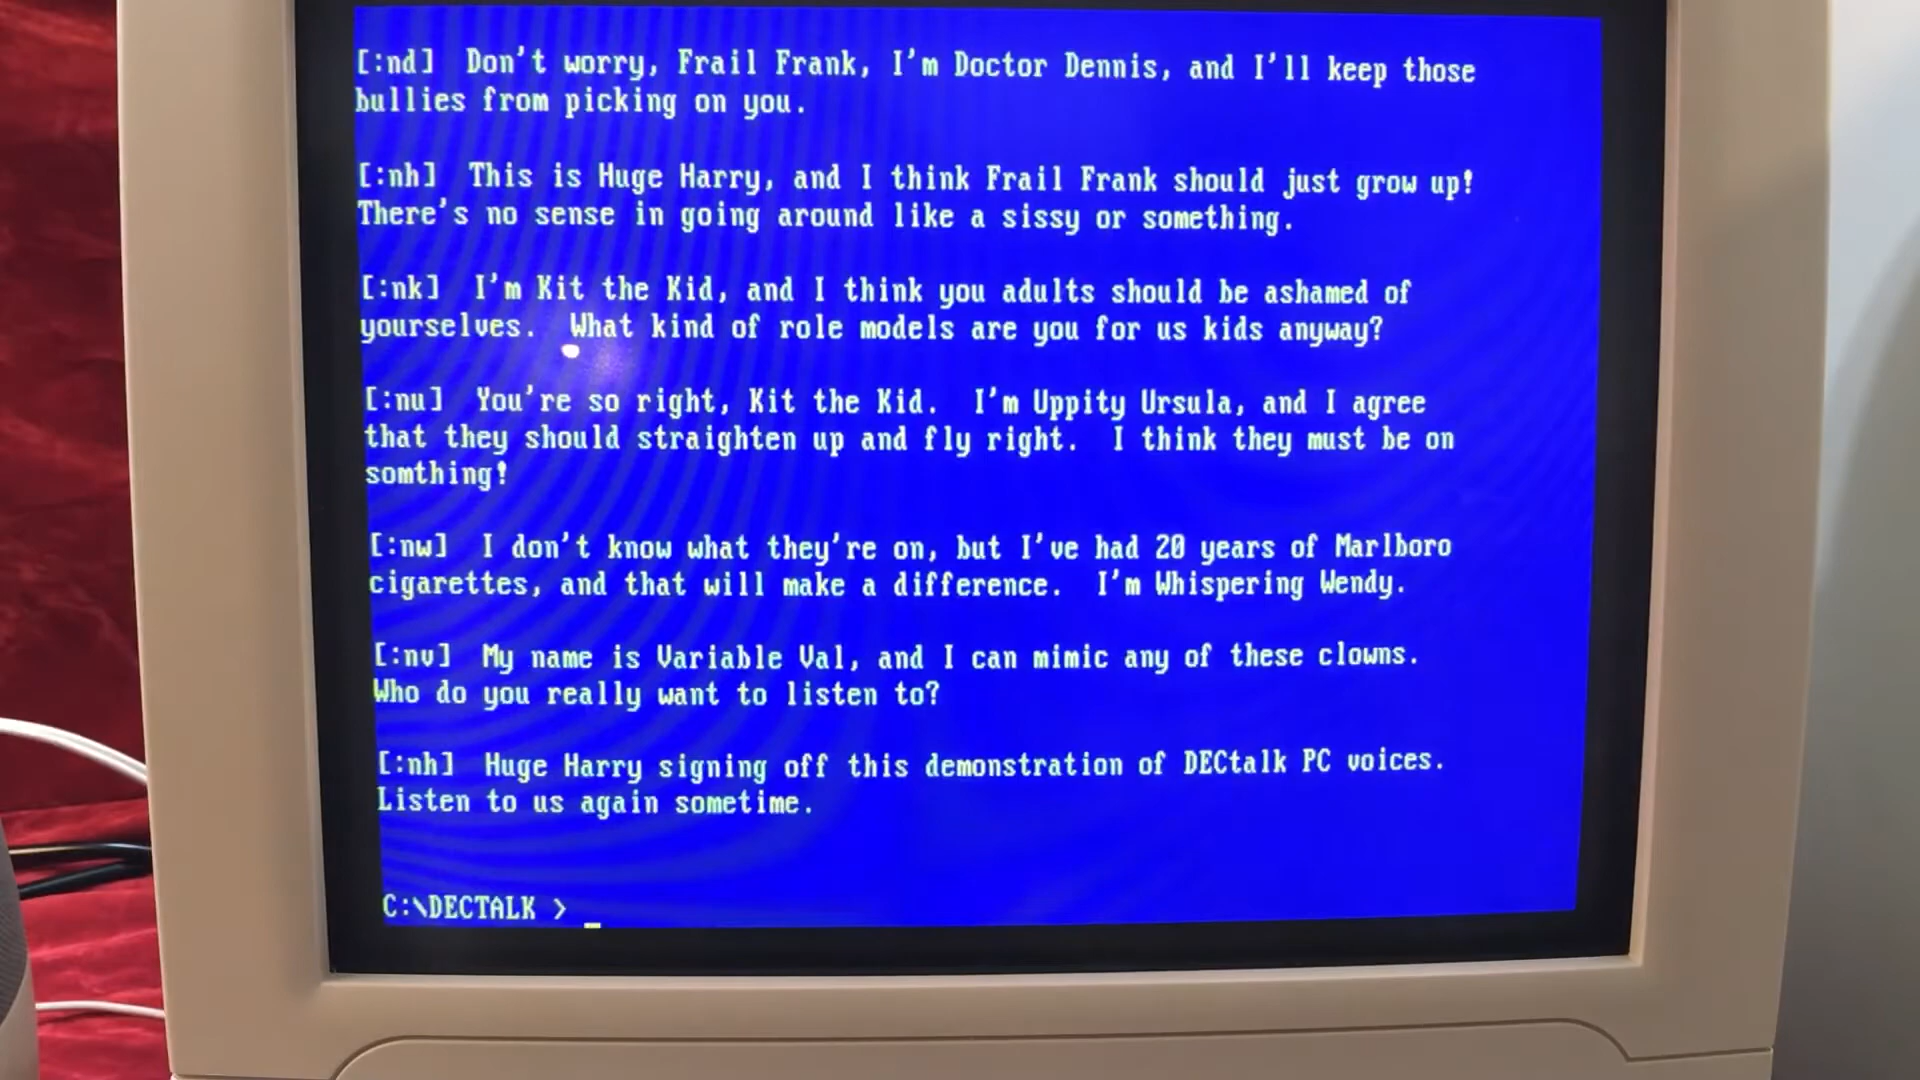 [:nd]  Don't worry, Frail Frank, I'm Doctor Dennis, and I'll keep those
bullies from picking on you.
[:nh]  This is Huge Harry, and I think Frail Frank should just grow up!
There's no sense in going around like a sissy or something.
[:nk]  I'm Kit the Kid, and I think you adults should be ashamed of
yourselves.  What kind of role models are you for us kids anyway?
[:nu]  You're so right, Kit the Kid.  I'm Uppity Ursula, and I agree
that they should straighten up and fly right.  I think they must be on
somthing!
[:nw]  I don't know what they're on, but I've had 20 years of Marlboro
cigarettes, and that will make a difference.  I'm Whispering Wendy.
[:nv]  My name is Variable Val, and I can mimic any of these clowns.
Who do you really want to listen to?
[:nh]  Huge Harry signing off this demonstration of DECtalk PC voices.
Listen to us again sometime.
C:\DECTALK >_